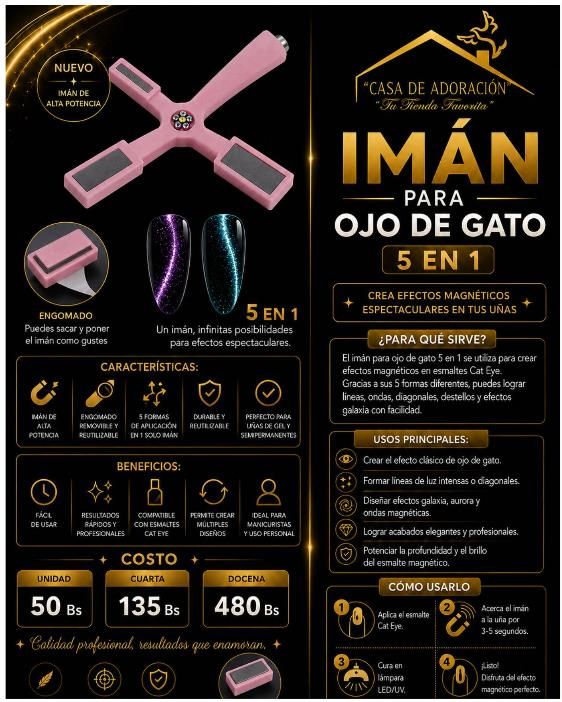 NUEVO
IMÁN DE
ALTA POTENCIA
ENGOMADO
Puedes sacar y poner
el imán como gustes
5 EN 1
Un imán, infinitas posibilidades
para efectos espectaculares.
CARACTERÍSTICAS:
IMÁN DE
ALTA
POTENCIA
ENGOMADO
REMOVIBLE Y
REUTILIZABLE
5 FORMAS
DE APLICACIÓN
EN 1 SOLO IMÁN
DURABLE Y
REUTILIZABLE
PERFECTO PARA
UÑAS DE GEL Y
SEMIPERMANENTES
BENEFICIOS:
FÁCIL
DE USAR
RESULTADOS
RÁPIDOS Y
PROFESIONALES
COMPATIBLE
CON ESMALTES
CAT EYE
PERMITE CREAR
MÚLTIPLES
DISEÑOS
IDEAL PARA
MANICURISTAS
Y USO PERSONAL
COSTO
UNIDAD
50 Bs
CUARTA
135 Bs
DOCENA
480 Bs
Calidad profesional, resultados que enamoran.
"CASA DE ADORACIÓN"
"Tu Tienda Favorita"
IMÁN
PARA
OJO DE GATO
5 EN 1
CREA EFECTOS MAGNÉTICOS
ESPECTACULARES EN TUS UÑAS
¿PARA QUÉ SIRVE?
El imán para ojo de gato 5 en 1 se utiliza para crear
efectos magnéticos en esmaltes Cat Eye.
Gracias a sus 5 formas diferentes, puedes lograr
líneas, ondas, diagonales, destellos y efectos
galaxia con facilidad.
USOS PRINCIPALES:
Crear el efecto clásico de ojo de gato.
Formar líneas de luz intensas o diagonales.
Diseñar efectos galaxia, aurora y
ondas magnéticas.
Lograr acabados elegantes y profesionales.
Potenciar la profundidad y el brillo
del esmalte magnético.
CÓMO USARLO
1
Aplica el esmalte
Cat Eye.
2
Acerca el imán
a la uña por
3-5 segundos.
3
Cura en
lámpara
LED/UV.
4
¡Listo!
Disfruta del efecto
magnético perfecto.